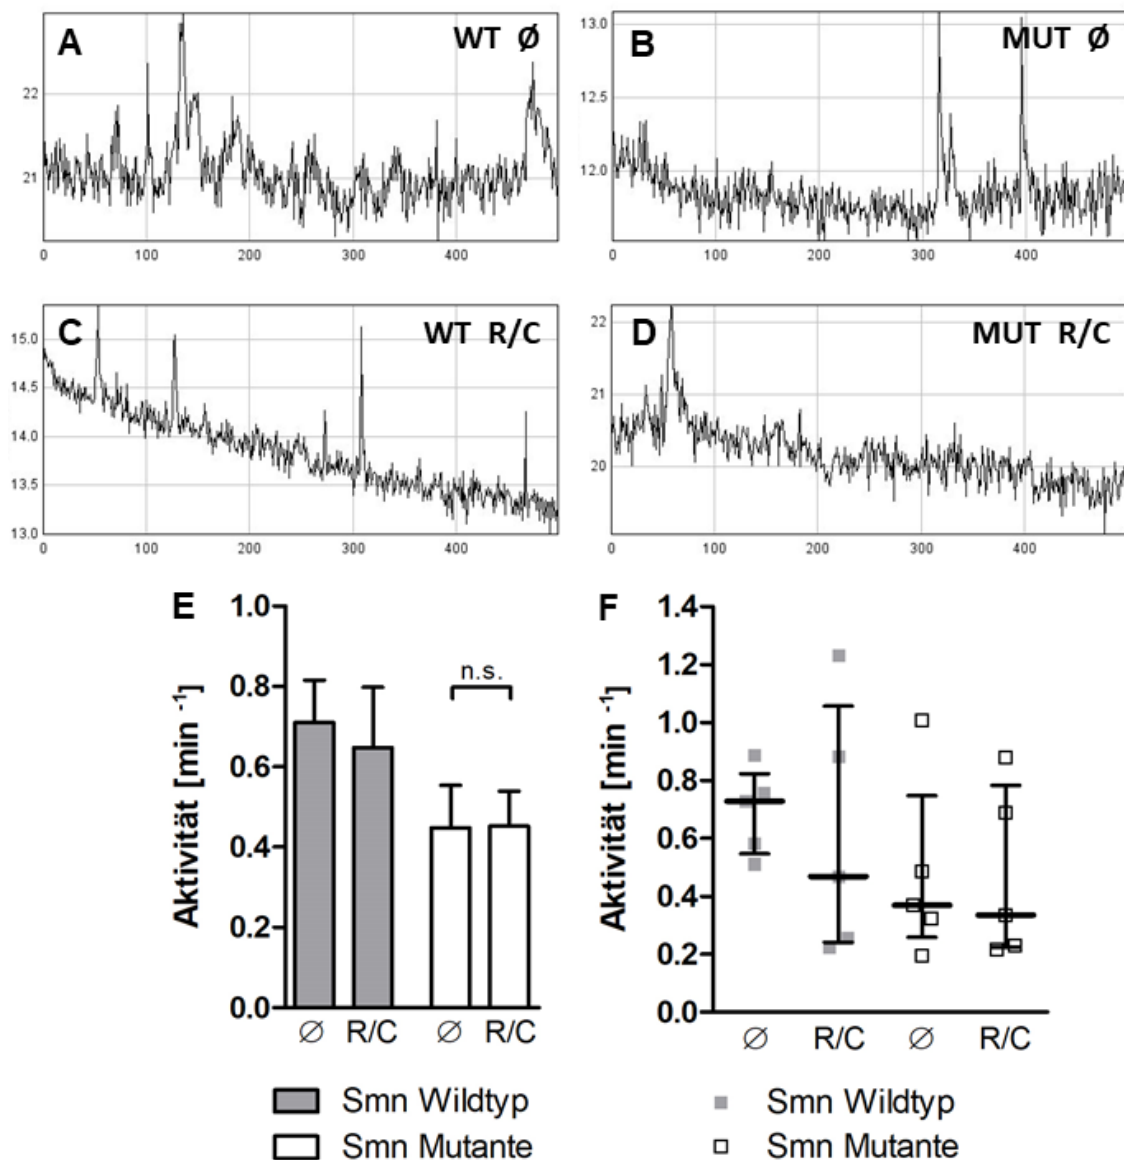 A WT Ø
22
21
0 100 200 300 400
B MUT Ø
13.0
12.5
12.0
0 100 200 300 400
C WT R/C
15.0
14.5
14.0
13.5
13.0
0 100 200 300 400
D MUT R/C
22
21
20
0 100 200 300 400
E
Aktivität [min -1]
1.0
0.8
0.6
0.4
0.2
0.0
n.s.
∅ R/C ∅ R/C
Smn Wildtyp
Smn Mutante
F
Aktivität [min -1]
1.4
1.2
1.0
0.8
0.6
0.4
0.2
0.0
∅ R/C ∅ R/C
Smn Wildtyp
Smn Mutante